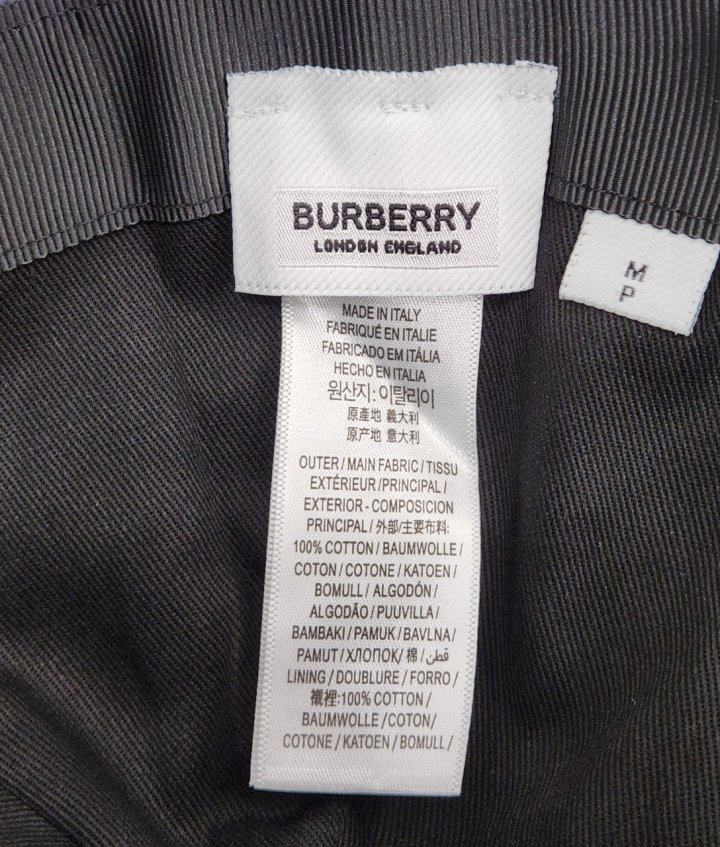 BURBERRY
LONDON ENGLAND
M
P
MADE IN ITALY
FABRIQUÉ EN ITALIE
FABRICADO EM ITÁLIA
HECHO EN ITALIA
원산지: 이탈리아
原產地 義大利
原产地 意大利
OUTER / MAIN FABRIC / TISSU
EXTÉRIEUR / PRINCIPAL /
EXTERIOR - COMPOSICION
PRINCIPAL / 外部/主要布料:
100% COTTON / BAUMWOLLE /
COTON / COTONE / KATOEN /
BOMULL / ALGODÓN /
ALGODÃO / PUUVILLA /
BAMBAKI / PAMUK / BAVLNA /
PAMUT / ХЛОПОК/ 棉 / قطن /
LINING / DOUBLURE / FORRO /
襯裡:100% COTTON /
BAUMWOLLE / COTON /
COTONE / KATOEN / BOMULL /